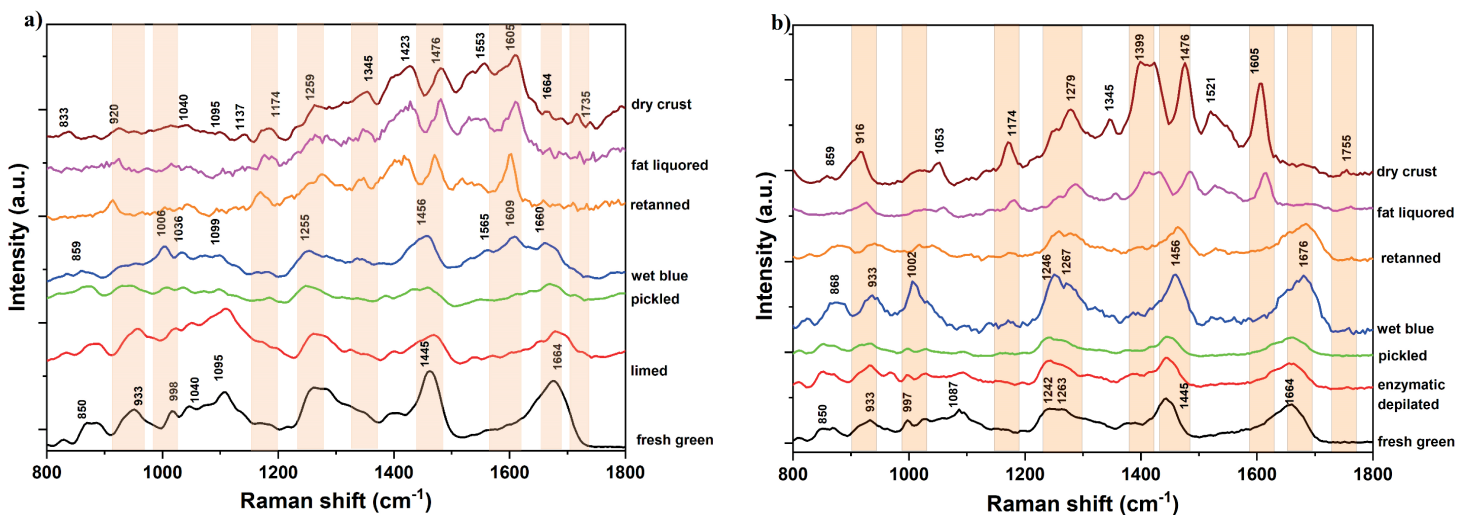 a)
1605
1476
1423
1553
1345
1664
1259
1735
833
920
1040
1095
1137
1174
dry crust
fat liquored
retanned
1006
1036
1099
1255
1456
1565
1609
1660
859
wet blue
pickled
limed
1445
1664
1095
1040
998
933
850
fresh green
Intensity (a.u.)
800 1000 1200 1400 1600 1800
Raman shift (cm-1)
b)
1399
1476
1605
1279
1345
1521
1174
1053
916
859
1755
dry crust
fat liquored
retanned
1246
1267
1456
1676
1002
933
868
wet blue
pickled
enzymatic
depilated
1242
1263
1445
1664
1087
997
933
850
fresh green
Intensity (a.u.)
800 1000 1200 1400 1600 1800
Raman shift (cm-1)